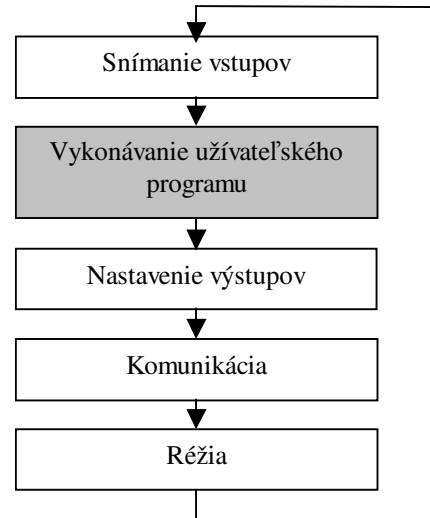 Snímanie vstupov
Vykonávanie užívateľského
programu
Nastavenie výstupov
Komunikácia
Réžia